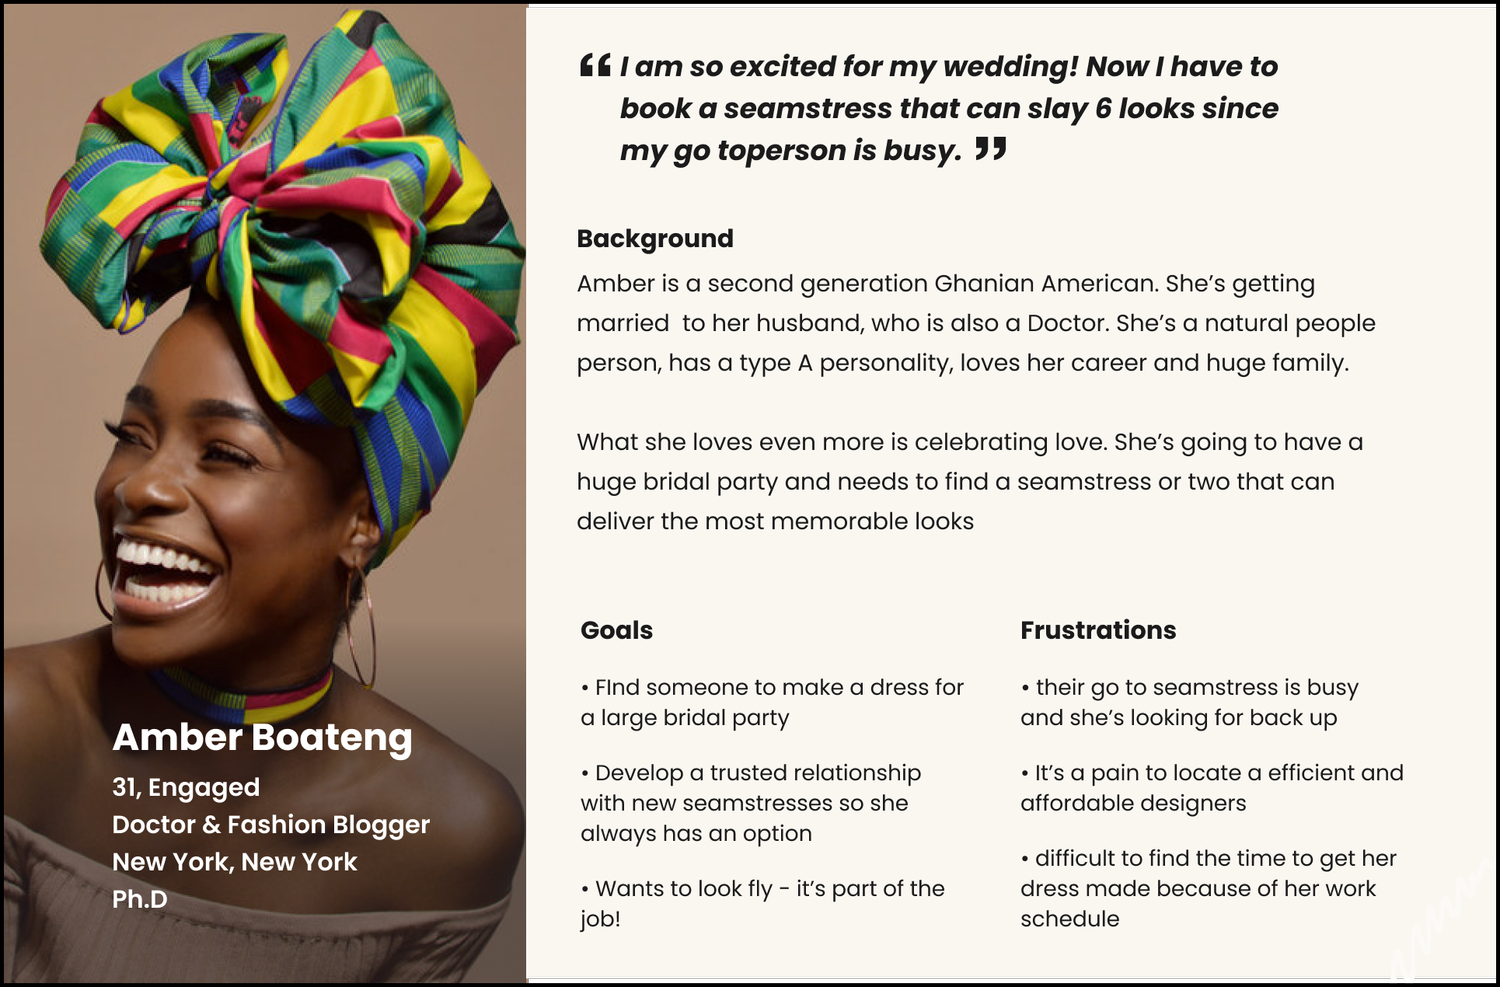 “ I am so excited for my wedding! Now I have to
book a seamstress that can slay 6 looks since
my go toperson is busy. ”
Background
Amber is a second generation Ghanian American. She’s getting
married  to her husband, who is also a Doctor. She’s a natural people
person, has a type A personality, loves her career and huge family.
What she loves even more is celebrating love. She’s going to have a
huge bridal party and needs to find a seamstress or two that can
deliver the most memorable looks
Goals
• FInd someone to make a dress for
a large bridal party
• Develop a trusted relationship
with new seamstresses so she
always has an option
• Wants to look fly - it’s part of the
job!
Frustrations
• their go to seamstress is busy
and she’s looking for back up
• It’s a pain to locate a efficient and
affordable designers
• difficult to find the time to get her
dress made because of her work
schedule
Amber Boateng
31, Engaged
Doctor & Fashion Blogger
New York, New York
Ph.D